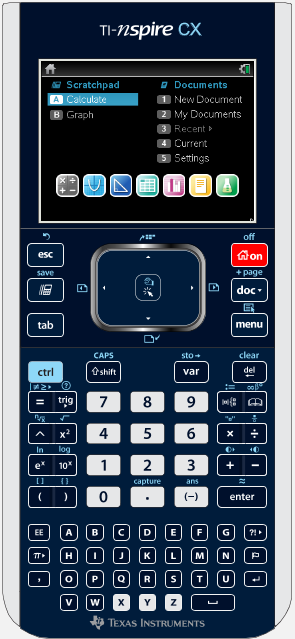 TI-nspire CX
Scratchpad
A Calculate
B Graph
Documents
1 New Document
2 My Documents
3 Recent ▸
4 Current
5 Settings
off
esc
on
save
+ page
doc ▾
tab
menu
CAPS
sto →
clear
ctrl
⇧shift
var
del
≠≥▸
?
:=
∞β°
=
trig
7
8
9
ⁿ√x
√
"▫"
^
x²
4
5
6
×
÷
ln
log
eˣ
10ˣ
1
2
3
+
−
[ ]
{ }
capture
ans
≈
(
)
0
.
(−)
enter
EE
A
B
C
D
E
F
G
?!▸
π▸
H
I
J
K
L
M
N
,
O
P
Q
R
S
T
U
↵
V
W
X
Y
Z
TEXAS INSTRUMENTS